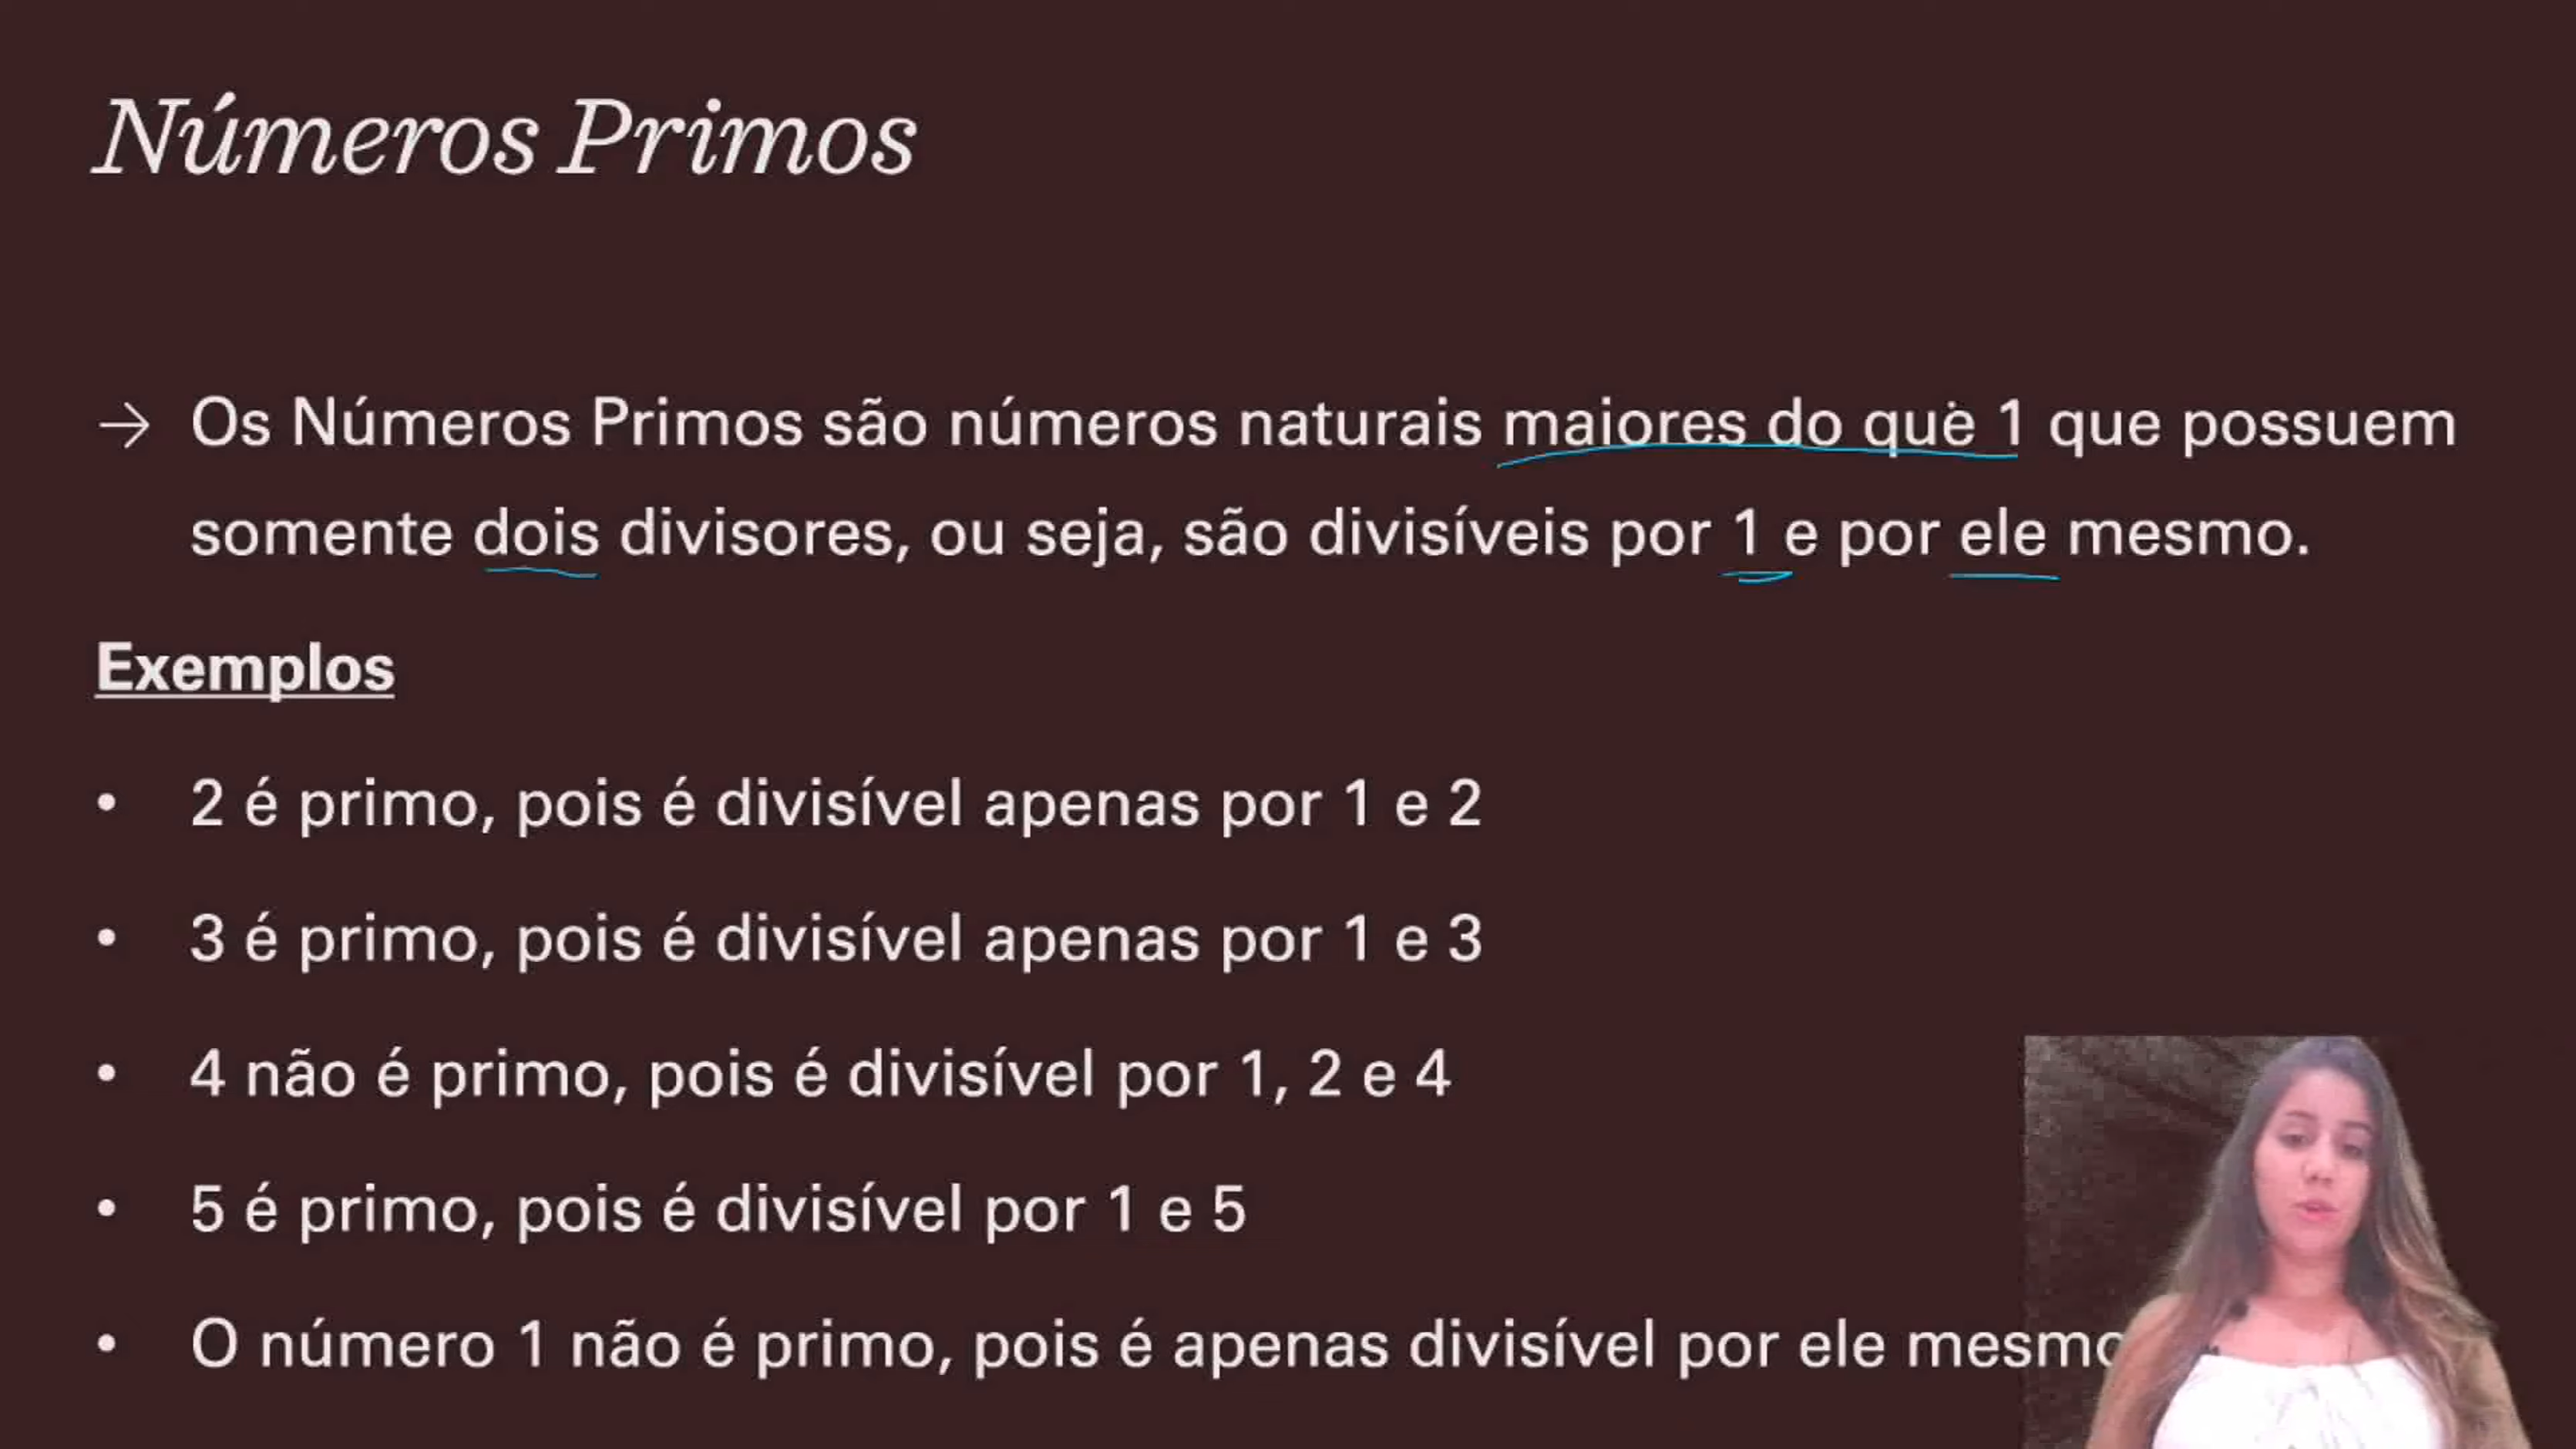 Números Primos
→ Os Números Primos são números naturais maiores do que 1 que possuem
somente dois divisores, ou seja, são divisíveis por 1 e por ele mesmo.
Exemplos
• 2 é primo, pois é divisível apenas por 1 e 2
• 3 é primo, pois é divisível apenas por 1 e 3
• 4 não é primo, pois é divisível por 1, 2 e 4
• 5 é primo, pois é divisível por 1 e 5
• O número 1 não é primo, pois é apenas divisível por ele mesmo